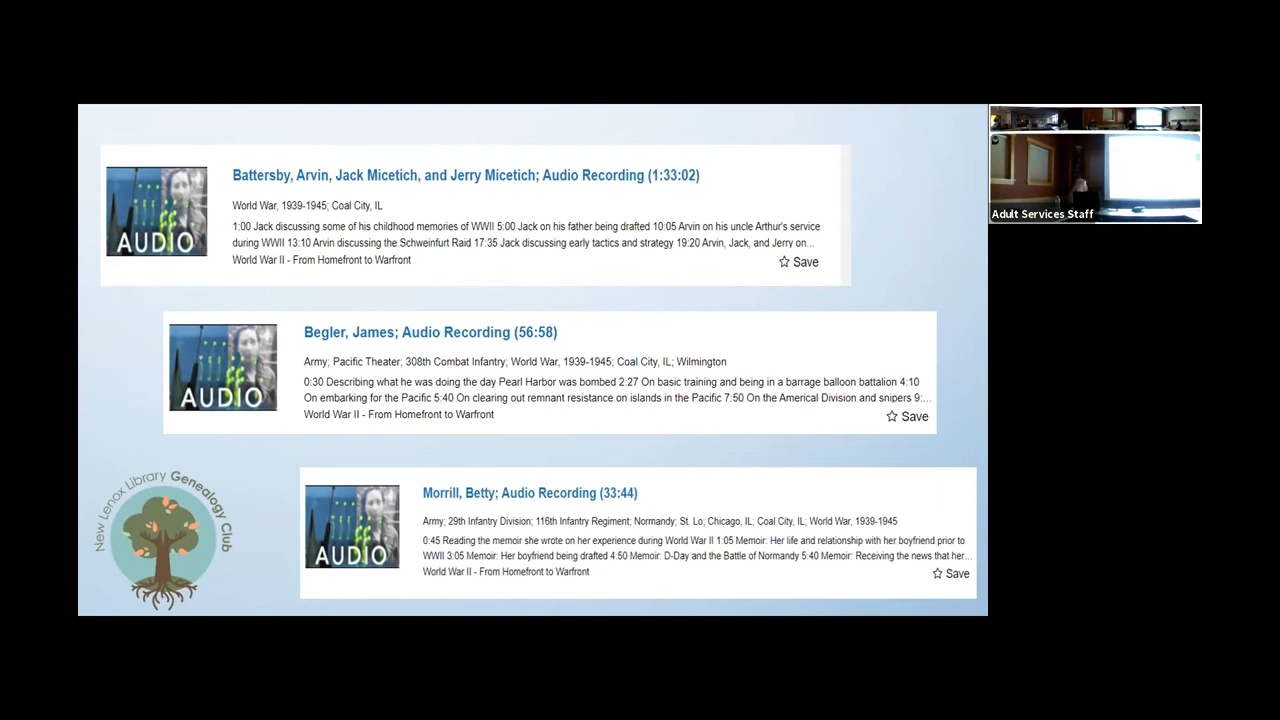 AUDIO
Battersby, Arvin, Jack Micetich, and Jerry Micetich; Audio Recording (1:33:02)
World War, 1939-1945; Coal City, IL
1:00 Jack discussing some of his childhood memories of WWII 5:00 Jack on his father being drafted 10:05 Arvin on his uncle Arthur's service
during WWII 13:10 Arvin discussing the Schweinfurt Raid 17:35 Jack discussing early tactics and strategy 19:20 Arvin, Jack, and Jerry on...
World War II - From Homefront to Warfront
Save
AUDIO
Begler, James; Audio Recording (56:58)
Army; Pacific Theater; 308th Combat Infantry; World War, 1939-1945; Coal City, IL; Wilmington
0:30 Describing what he was doing the day Pearl Harbor was bombed 2:27 On basic training and being in a barrage balloon battalion 4:10
On embarking for the Pacific 5:40 On clearing out remnant resistance on islands in the Pacific 7:50 On the Americal Division and snipers 9:...
World War II - From Homefront to Warfront
Save
AUDIO
Morrill, Betty; Audio Recording (33:44)
Army; 29th Infantry Division; 116th Infantry Regiment; Normandy; St. Lo; Chicago, IL; Coal City, IL; World War, 1939-1945
0:45 Reading the memoir she wrote on her experience during World War II 1:05 Memoir: Her life and relationship with her boyfriend prior to
WWII 3:05 Memoir: Her boyfriend being drafted 4:50 Memoir: D-Day and the Battle of Normandy 5:40 Memoir: Receiving the news that her...
World War II - From Homefront to Warfront
Save
New Lenox Library Genealogy Club
Adult Services Staff